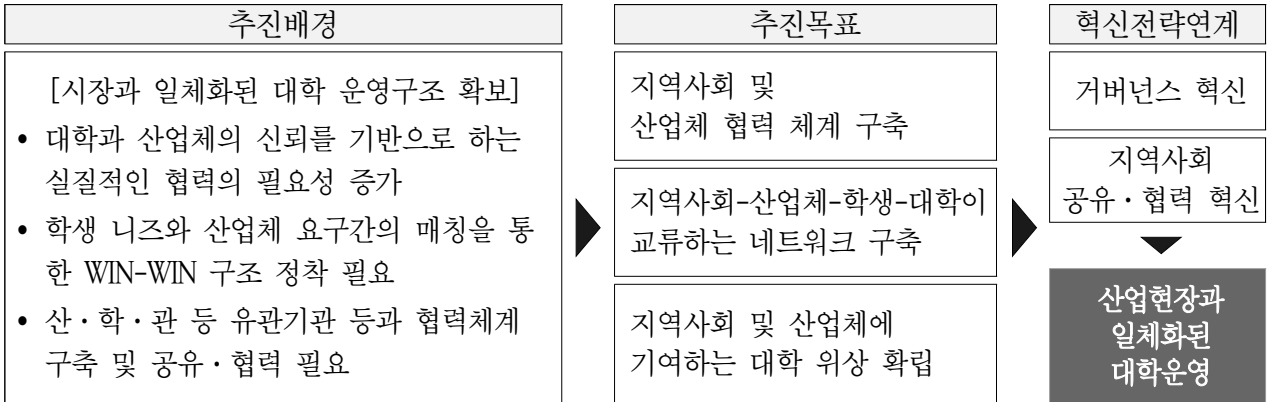 추진배경
[시장과 일체화된 대학 운영구조 확보]
• 대학과 산업체의 신뢰를 기반으로 하는
실질적인 협력의 필요성 증가
• 학생 니즈와 산업체 요구간의 매칭을 통
한 WIN-WIN 구조 정착 필요
• 산·학·관 등 유관기관 등과 협력체계
구축 및 공유·협력 필요
추진목표
지역사회 및
산업체 협력 체계 구축
지역사회-산업체-학생-대학이
교류하는 네트워크 구축
지역사회 및 산업체에
기여하는 대학 위상 확립
혁신전략연계
거버넌스 혁신
지역사회
공유·협력 혁신
산업현장과
일체화된
대학운영